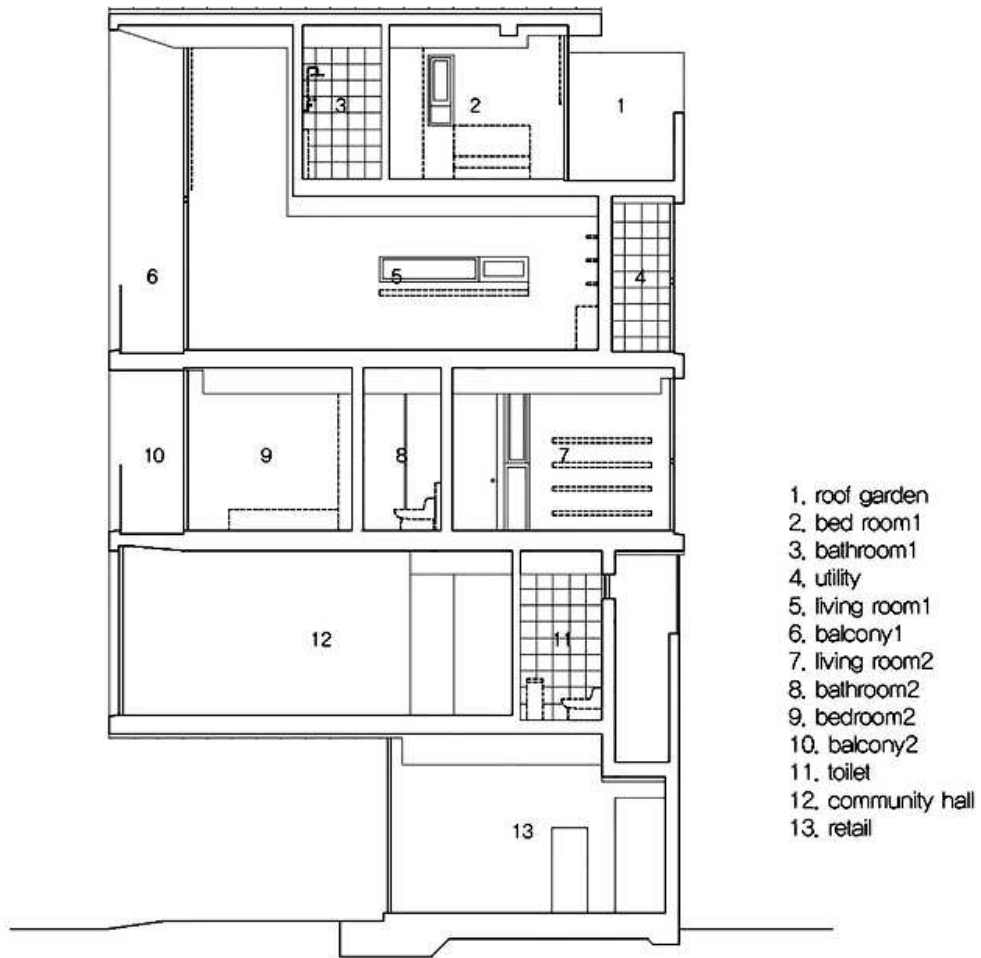 3
2
1
6
5
4
10
9
8
7
12
11
13
1. roof garden
2. bed room1
3. bathroom1
4. utility
5. living room1
6. balcony1
7. living room2
8. bathroom2
9. bedroom2
10. balcony2
11. toilet
12. community hall
13. retail